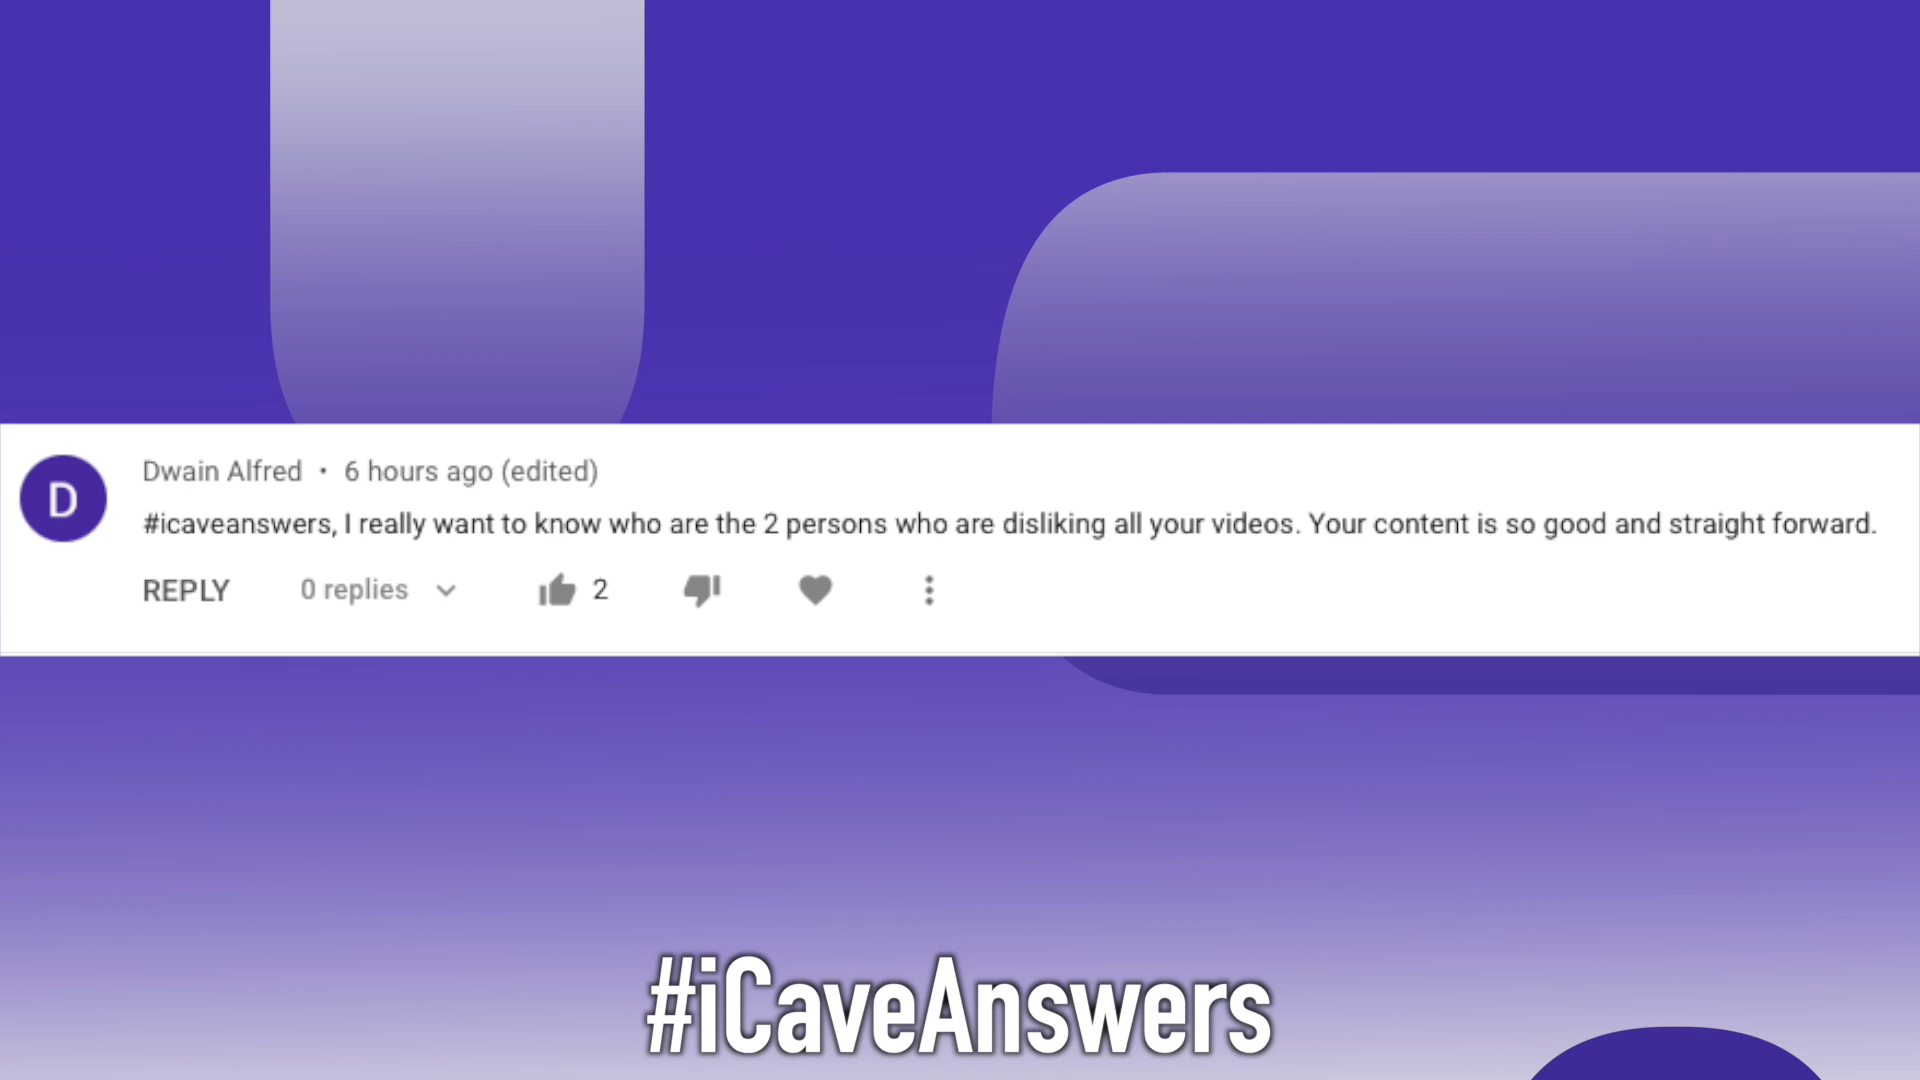 D
Dwain Alfred • 6 hours ago (edited)
#icaveanswers, I really want to know who are the 2 persons who are disliking all your videos. Your content is so good and straight forward.
REPLY 0 replies 2
#iCaveAnswers